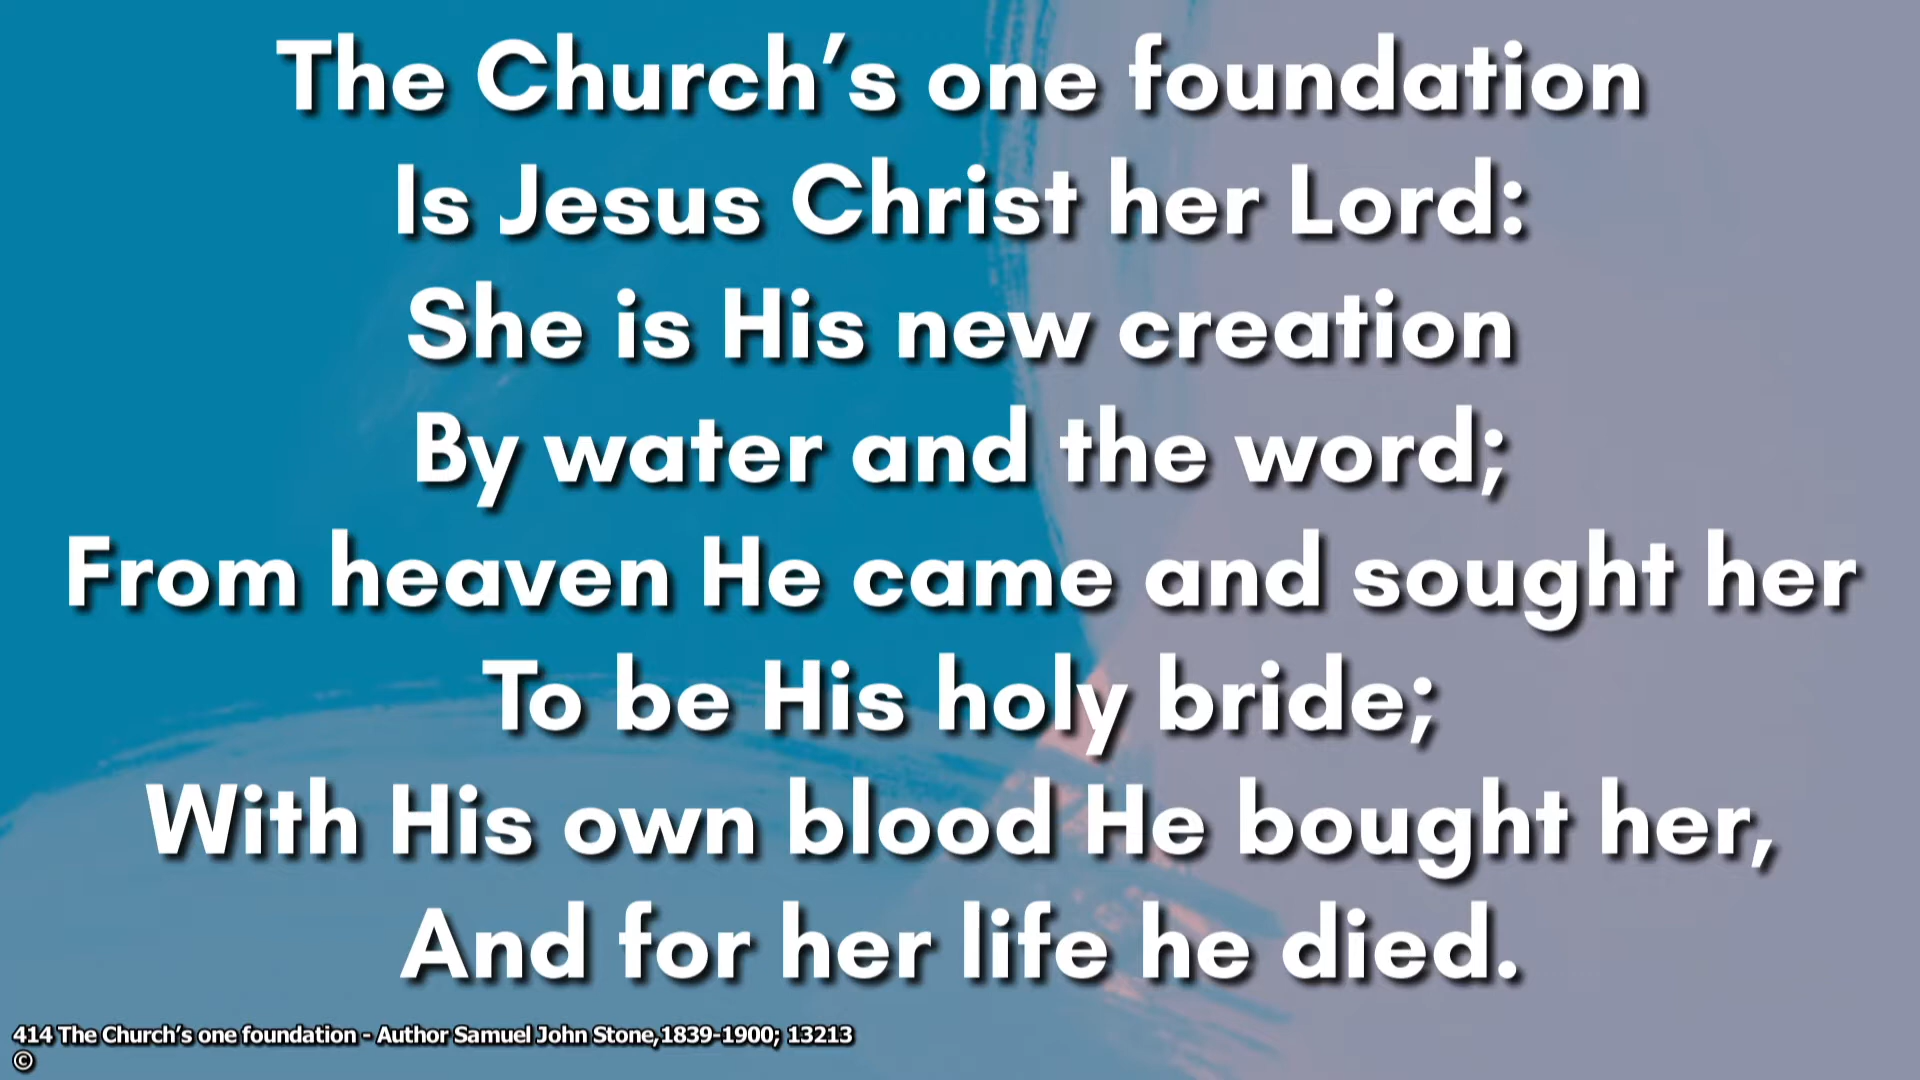 The Church’s one foundation
Is Jesus Christ her Lord:
She is His new creation
By water and the word;
From heaven He came and sought her
To be His holy bride;
With His own blood He bought her,
And for her life he died.
414 The Church’s one foundation - Author Samuel John Stone,1839-1900; 13213
©